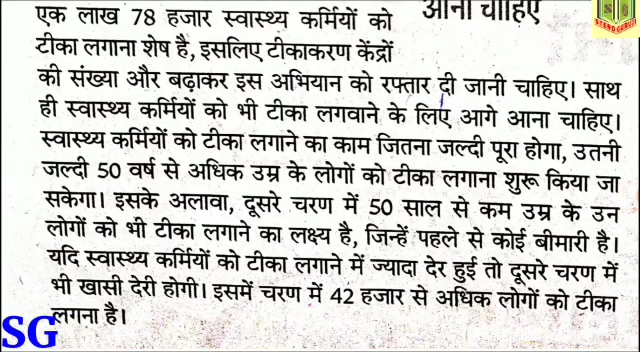 आना चाहिए
एक लाख 78 हजार स्वास्थ्य कर्मियों को
टीका लगाना शेष है, इसलिए टीकाकरण केंद्रों
की संख्या और बढ़ाकर इस अभियान को रफ्तार दी जानी चाहिए। साथ
ही स्वास्थ्य कर्मियों को भी टीका लगवाने के लिए आगे आना चाहिए।
स्वास्थ्य कर्मियों को टीका लगाने का काम जितना जल्दी पूरा होगा, उतनी
जल्दी 50 वर्ष से अधिक उम्र के लोगों को टीका लगाना शुरू किया जा
सकेगा। इसके अलावा, दूसरे चरण में 50 साल से कम उम्र के उन
लोगों को भी टीका लगाने का लक्ष्य है, जिन्हें पहले से कोई बीमारी है।
यदि स्वास्थ्य कर्मियों को टीका लगाने में ज्यादा देर हुई तो दूसरे चरण में
भी खासी देरी होगी। इसमें चरण में 42 हजार से अधिक लोगों को टीका
लगना है।
SG